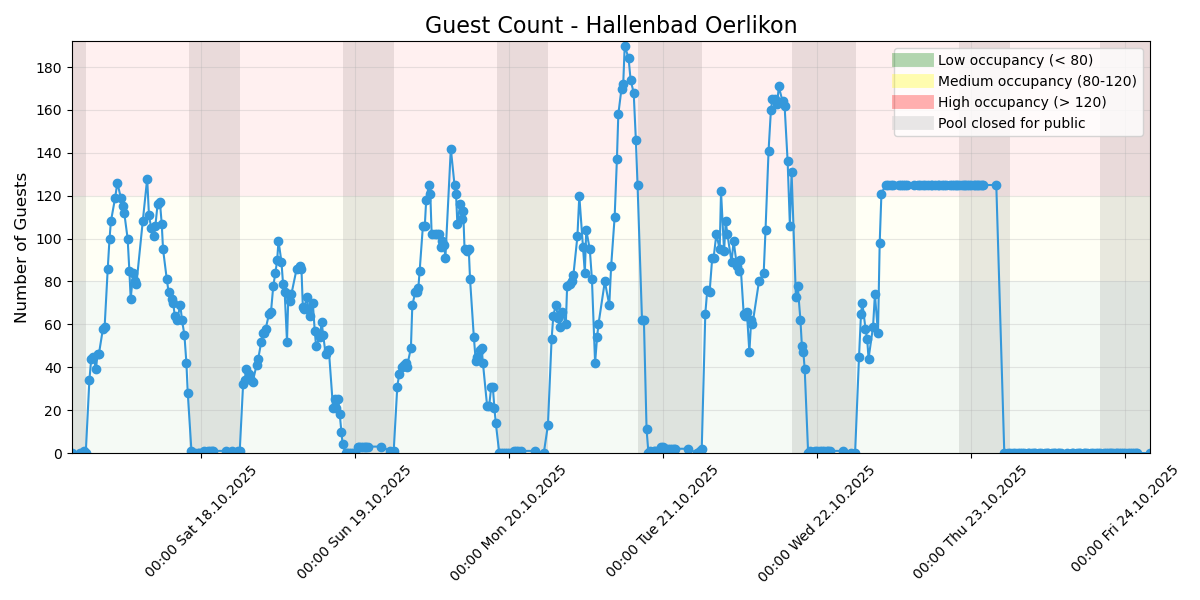 Guest Count - Hallenbad Oerlikon
Number of Guests
180
160
140
120
100
80
60
40
20
0
Low occupancy (< 80)
Medium occupancy (80-120)
High occupancy (> 120)
Pool closed for public
00:00 Sat 18.10.2025
00:00 Sun 19.10.2025
00:00 Mon 20.10.2025
00:00 Tue 21.10.2025
00:00 Wed 22.10.2025
00:00 Thu 23.10.2025
00:00 Fri 24.10.2025